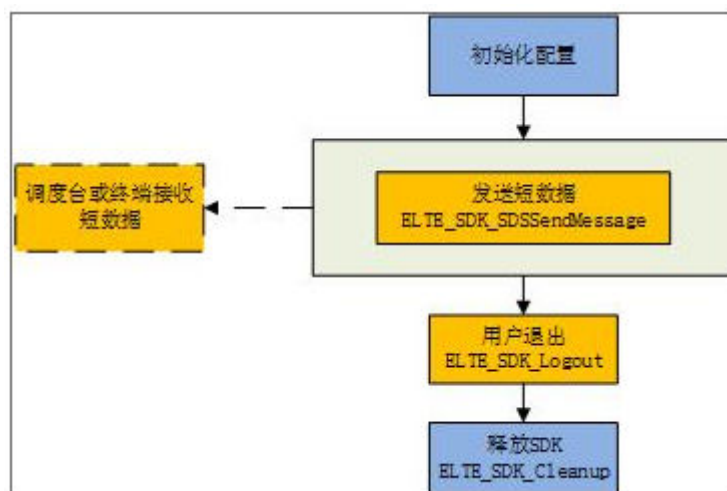 初始化配置
调度台或终端接收
短数据
发送短数据
ELTE_SDK_SDSSendMessage
用户退出
ELTE_SDK_Logout
释放SDK
ELTE_SDK_Cleanup